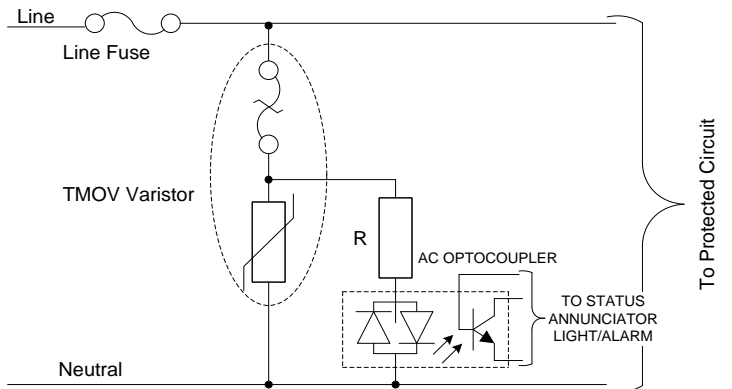 Line
Line Fuse
TMOV Varistor
R
AC OPTOCOUPLER
TO STATUS
ANNUNCIATOR
LIGHT/ALARM
To Protected Circuit
Neutral